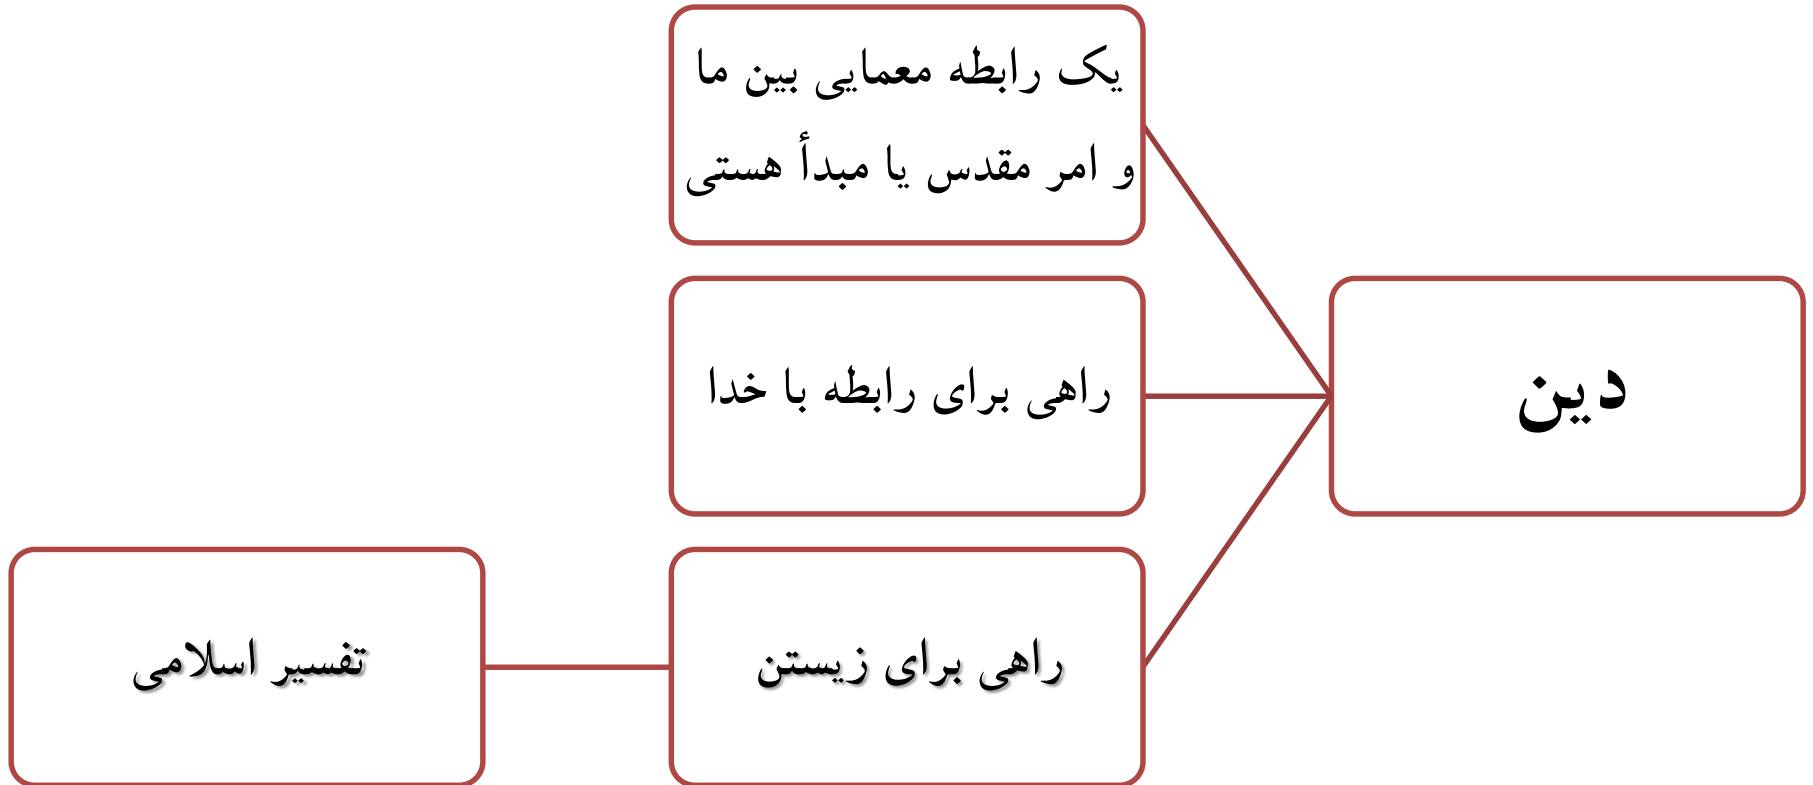 دین
یک رابطه معمایی بین ما
و امر مقدس یا مبدأ هستی
راهی برای رابطه با خدا
راهی برای زیستن
تفسیر اسلامی